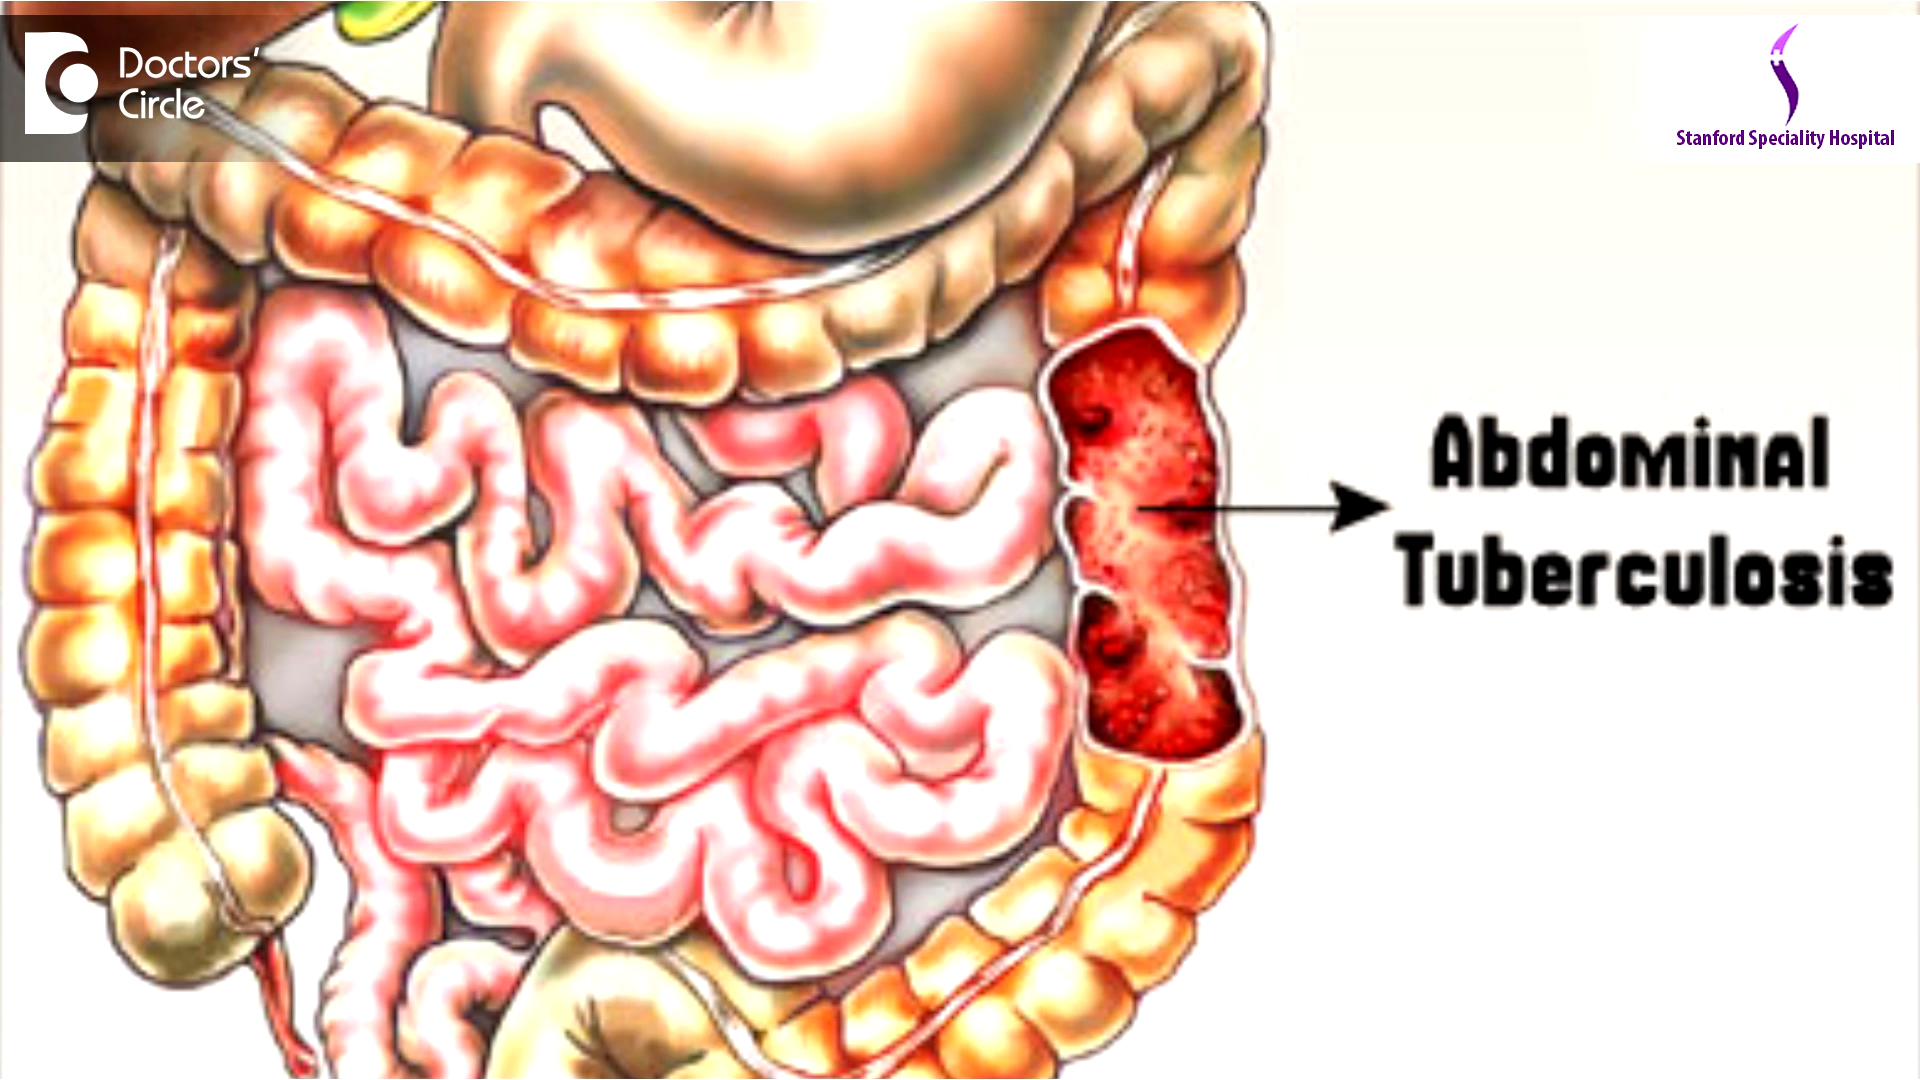 Doctors'
Circle
Stanford Speciality Hospital
Abdominal
Tuberculosis